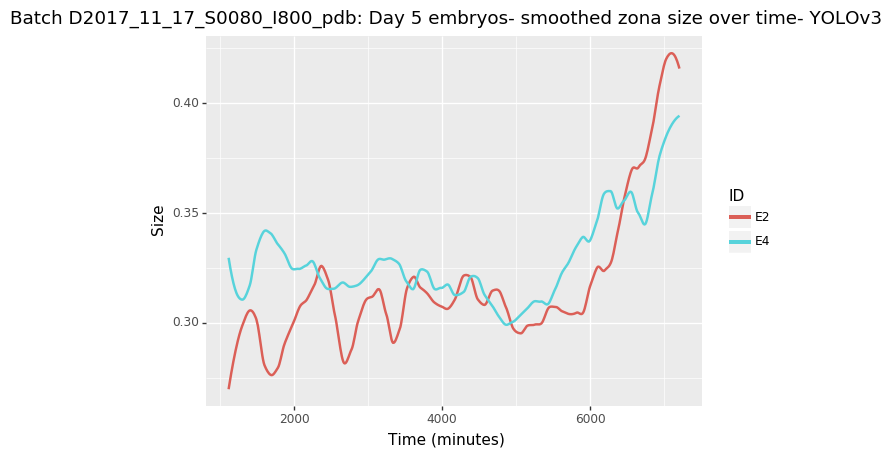 Batch D2017_11_17_S0080_I800_pdb: Day 5 embryos- smoothed zona size over time- YOLOv3
0.40
0.35
0.30
Size
2000
4000
6000
Time (minutes)
ID
E2
E4